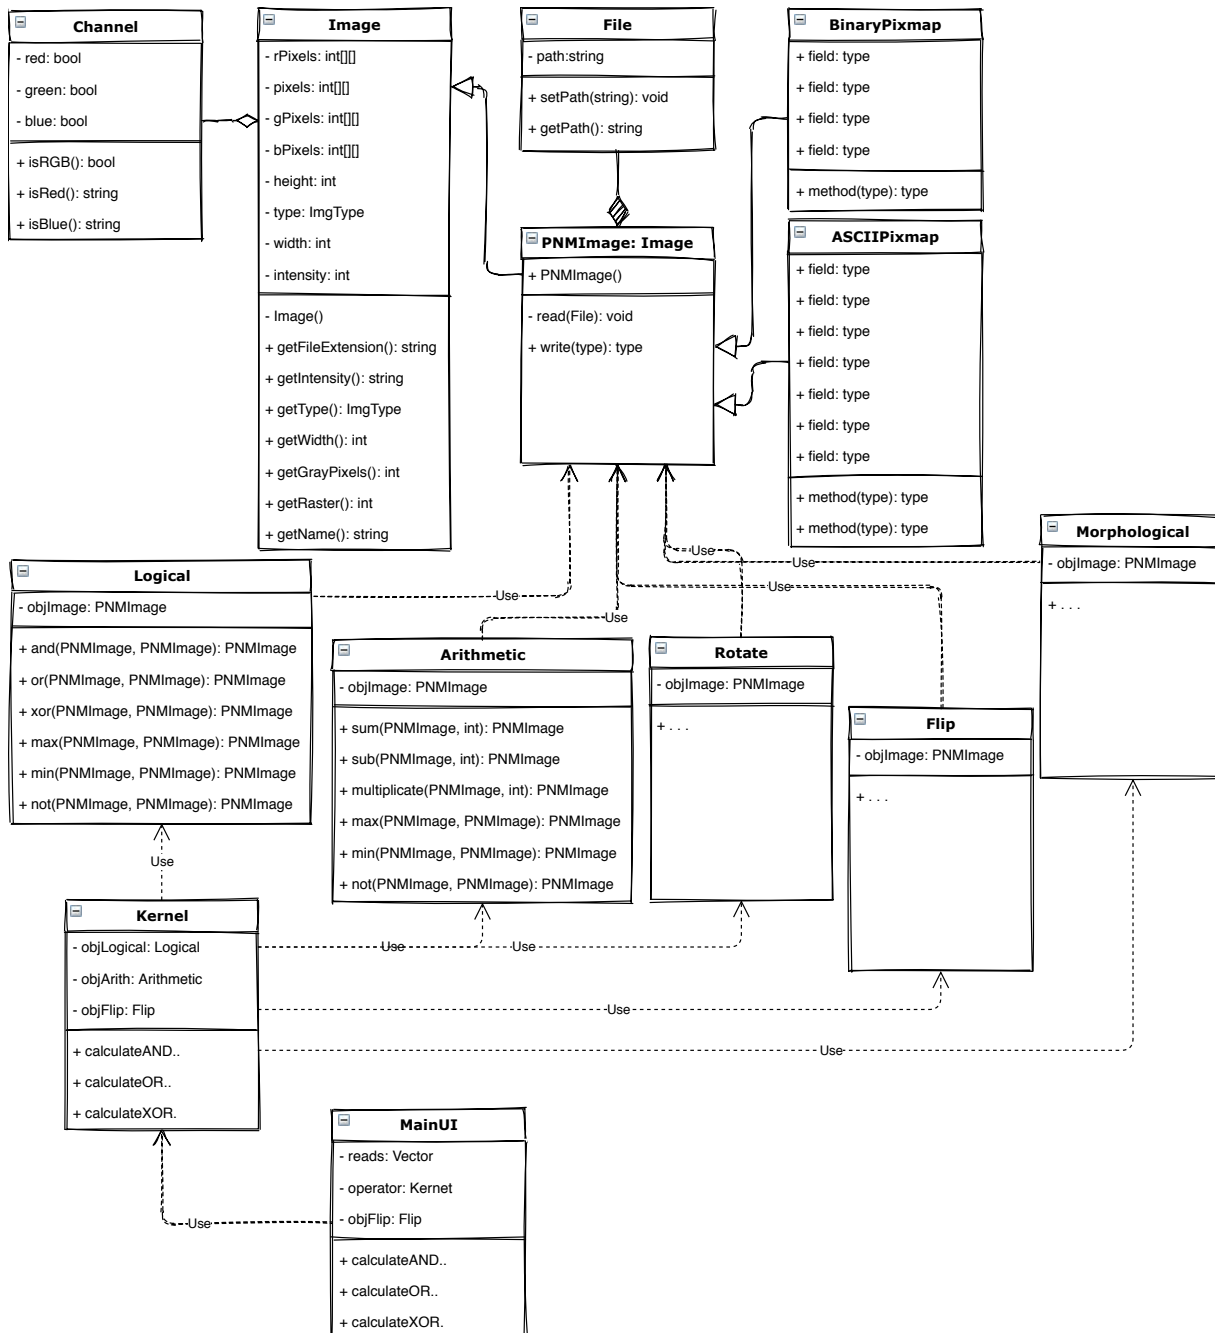 Channel
- red: bool
- green: bool
- blue: bool
+ isRGB(): bool
+ isRed(): string
+ isBlue(): string
Image
- rPixels: int[][]
- pixels: int[][]
- gPixels: int[][]
- bPixels: int[][]
- height: int
- type: ImgType
- width: int
- intensity: int
- Image()
+ getFileExtension(): string
+ getIntensity(): string
+ getType(): ImgType
+ getWidth(): int
+ getGrayPixels(): int
+ getRaster(): int
+ getName(): string
File
- path:string
+ setPath(string): void
+ getPath(): string
PNMImage: Image
+ PNMImage()
- read(File): void
+ write(type): type
BinaryPixmap
+ field: type
+ field: type
+ field: type
+ field: type
+ method(type): type
ASCIIPixmap
+ field: type
+ field: type
+ field: type
+ field: type
+ field: type
+ field: type
+ field: type
+ method(type): type
+ method(type): type
Morphological
- objImage: PNMImage
+ . . .
Use
Use
Use
Use
Use
Logical
- objImage: PNMImage
+ and(PNMImage, PNMImage): PNMImage
+ or(PNMImage, PNMImage): PNMImage
+ xor(PNMImage, PNMImage): PNMImage
+ max(PNMImage, PNMImage): PNMImage
+ min(PNMImage, PNMImage): PNMImage
+ not(PNMImage, PNMImage): PNMImage
Arithmetic
- objImage: PNMImage
+ sum(PNMImage, int): PNMImage
+ sub(PNMImage, int): PNMImage
+ multiplicate(PNMImage, int): PNMImage
+ max(PNMImage, PNMImage): PNMImage
+ min(PNMImage, PNMImage): PNMImage
+ not(PNMImage, PNMImage): PNMImage
Rotate
- objImage: PNMImage
+ . . .
Flip
- objImage: PNMImage
+ . . .
Use
Kernel
- objLogical: Logical
- objArith: Arithmetic
- objFlip: Flip
+ calculateAND..
+ calculateOR..
+ calculateXOR.
Use
Use
Use
Use
Use
MainUI
- reads: Vector
- operator: Kernet
- objFlip: Flip
+ calculateAND..
+ calculateOR..
+ calculateXOR.